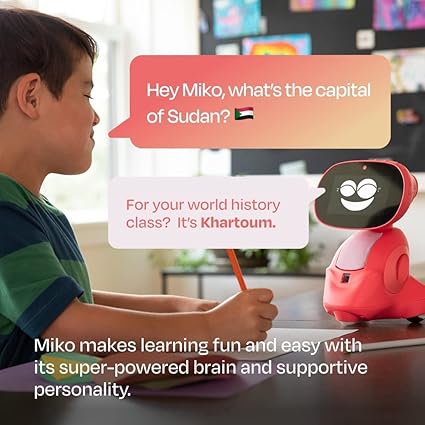 Hey Miko, what's the capital
of Sudan? 🇸🇩
For your world history
class? It's Khartoum.
Miko makes learning fun and easy with
its super-powered brain and supportive
personality.